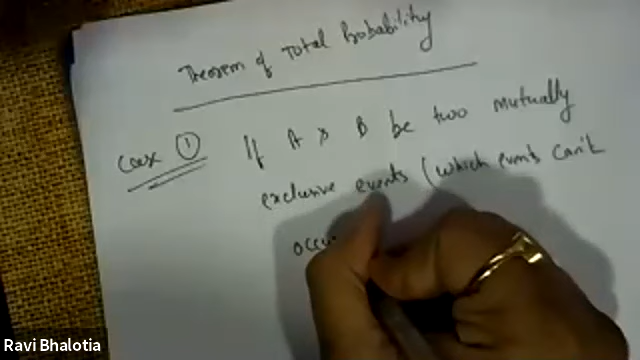 Theorem of Total Probability
Case ① If A & B be two mutually
exclusive events (which events can't
occu
Ravi Bhalotia